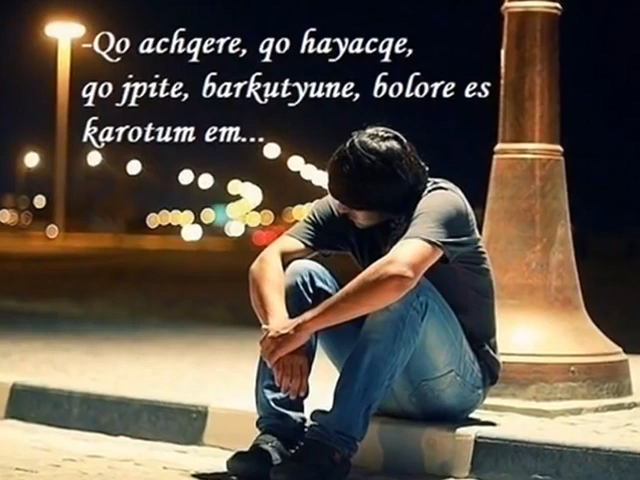 -Qo achqere, qo hayacqe,
qo jpite, barkutyune, bolore es
karotum em...